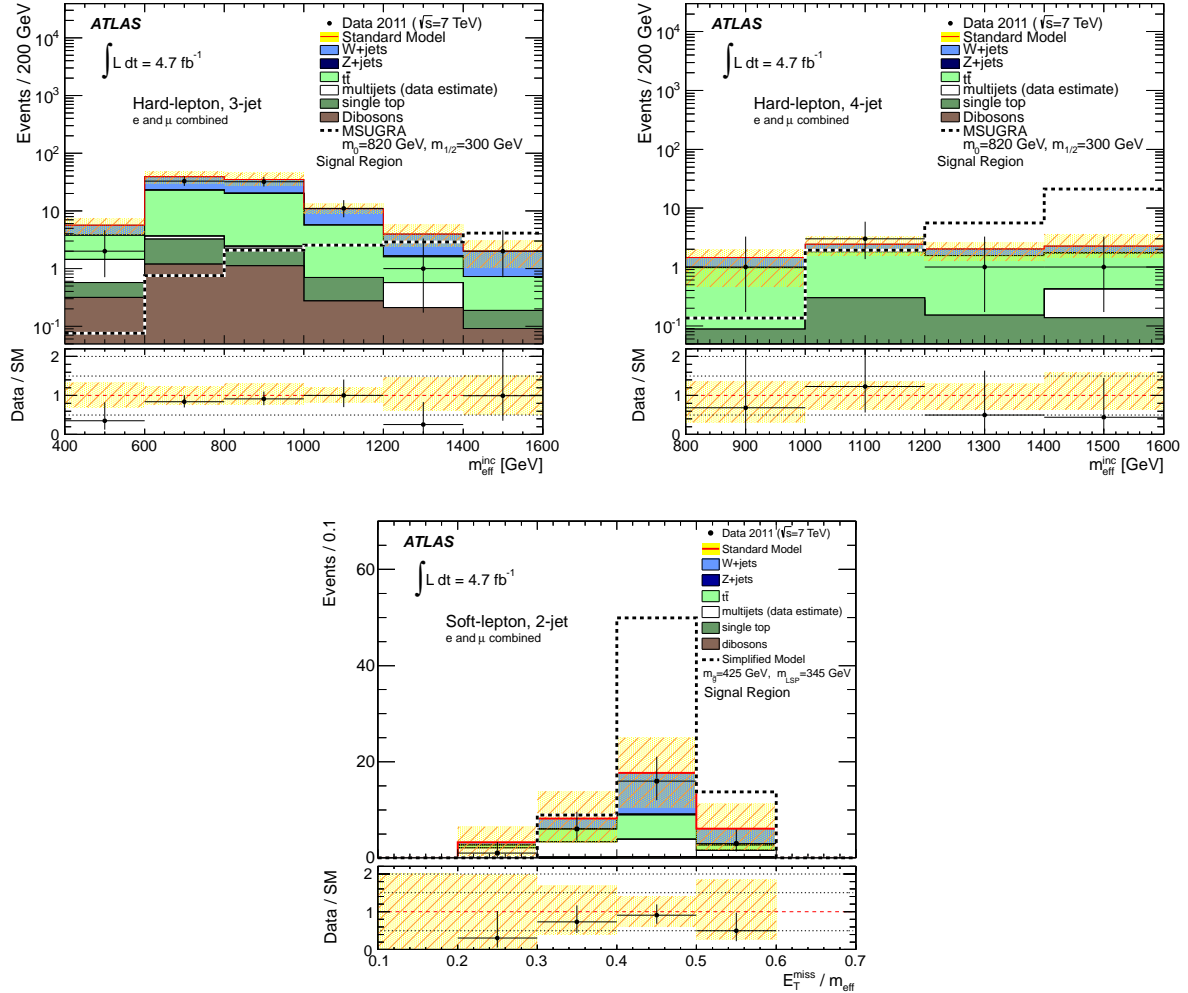 ATLAS
∫ L dt = 4.7 fb⁻¹
Hard-lepton, 3-jet
e and μ combined
Data 2011 (√s=7 TeV)
Standard Model
W+jets
Z+jets
tt̄
multijets (data estimate)
single top
Dibosons
MSUGRA
m₀=820 GeV, m₁/₂=300 GeV
Signal Region
Events / 200 GeV
10⁴
10³
10²
10
1
10⁻¹
Data / SM
2
1
0
400 600 800 1000 1200 1400 1600
m_eff^inc [GeV]
ATLAS
∫ L dt = 4.7 fb⁻¹
Hard-lepton, 4-jet
e and μ combined
Data 2011 (√s=7 TeV)
Standard Model
W+jets
Z+jets
tt̄
multijets (data estimate)
single top
Dibosons
MSUGRA
m₀=820 GeV, m₁/₂=300 GeV
Signal Region
Events / 200 GeV
10⁴
10³
10²
10
1
10⁻¹
Data / SM
2
1
0
800 900 1000 1100 1200 1300 1400 1500 1600
m_eff^inc [GeV]
ATLAS
∫ L dt = 4.7 fb⁻¹
Soft-lepton, 2-jet
e and μ combined
Data 2011 (√s=7 TeV)
Standard Model
W+jets
Z+jets
tt̄
multijets (data estimate)
single top
dibosons
Simplified Model
m_g̃=425 GeV, m_LSP=345 GeV
Signal Region
Events / 0.1
60
40
20
0
Data / SM
2
1
0
0.1 0.2 0.3 0.4 0.5 0.6 0.7
E_T^miss / m_eff